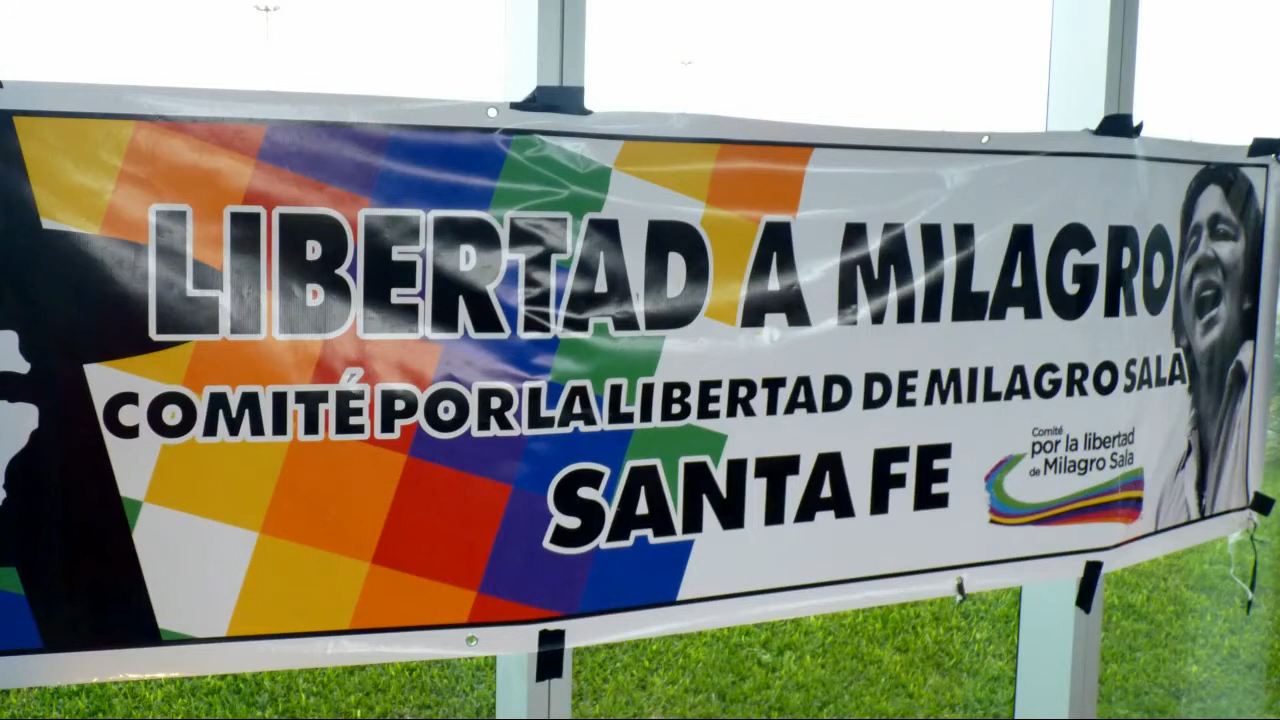 LIBERTAD A MILAGRO
COMITÉ POR LA LIBERTAD DE MILAGRO SALA
SANTA FE
Comité
por la libertad
de Milagro Sala